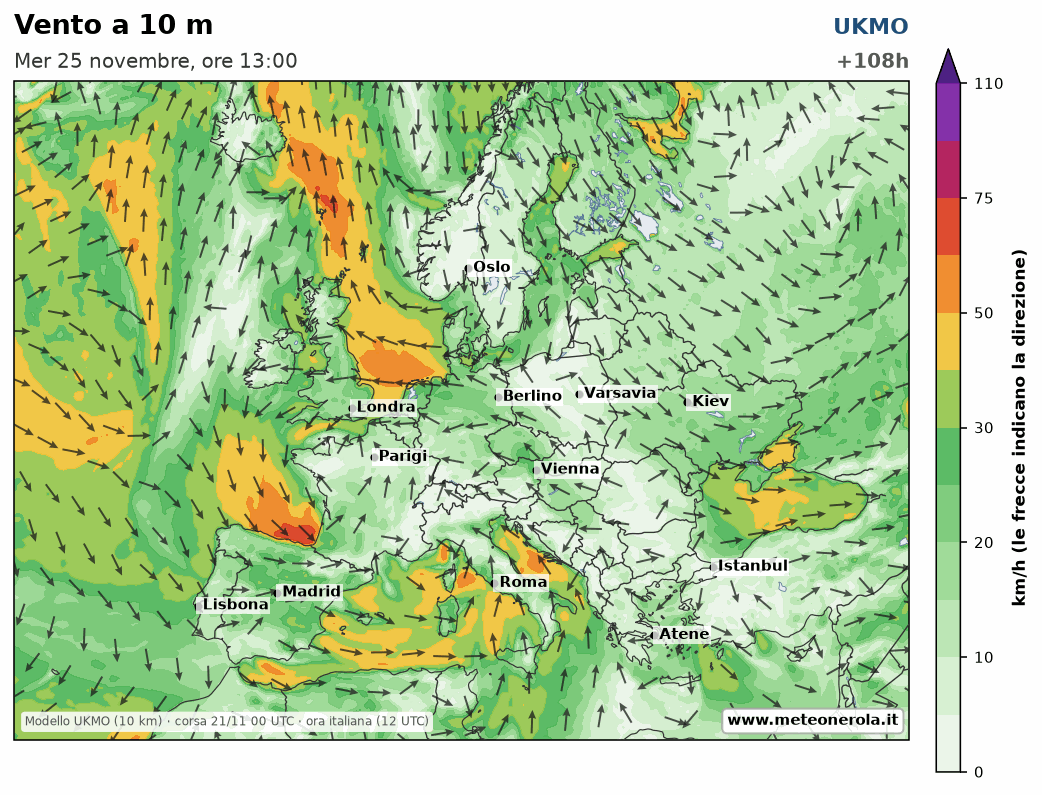 Vento a 10 m
UKMO
Mer 25 novembre, ore 13:00
+108h
110
75
50
30
20
10
0
km/h (le frecce indicano la direzione)
Oslo
Londra
Berlino
Varsavia
Kiev
Parigi
Vienna
Istanbul
Roma
Madrid
Lisbona
Atene
Modello UKMO (10 km) · corsa 21/11 00 UTC · ora italiana (12 UTC)
www.meteonerola.it